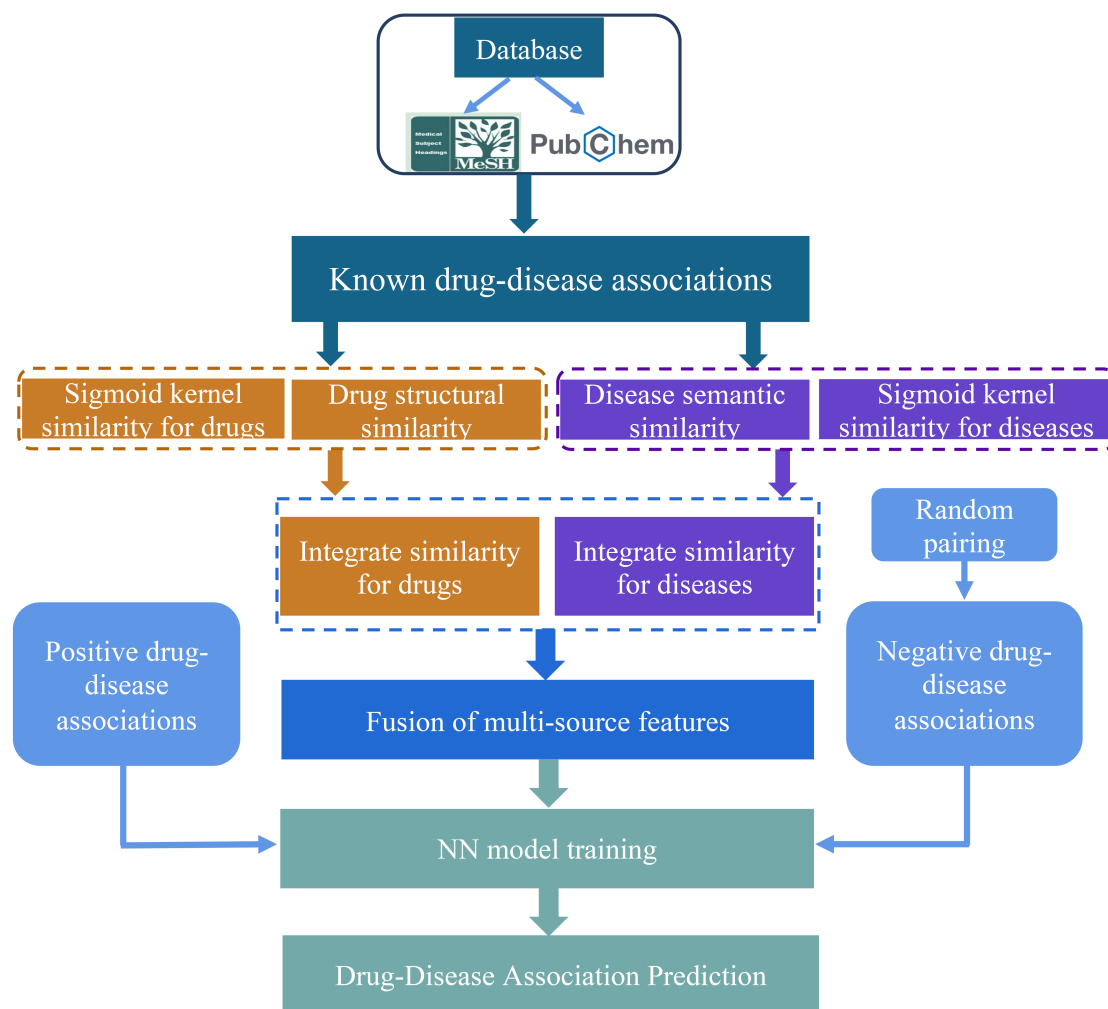 Database
Medical
Subject
Headings
MeSH
PubChem
Known drug-disease associations
Sigmoid kernel
similarity for drugs
Drug structural
similarity
Disease semantic
similarity
Sigmoid kernel
similarity for diseases
Integrate similarity
for drugs
Integrate similarity
for diseases
Random
pairing
Positive drug-
disease
associations
Negative drug-
disease
associations
Fusion of multi-source features
NN model training
Drug-Disease Association Prediction